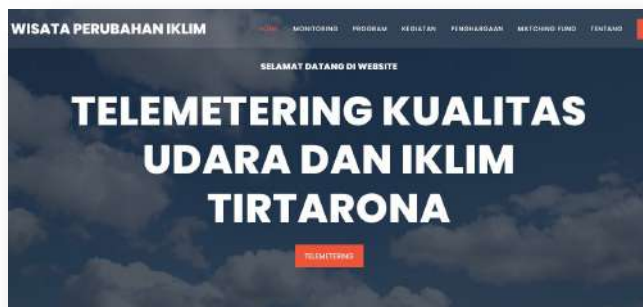 WISATA PERUBAHAN IKLIM
HOME MONITORING PROGRAM KEGIATAN PENGHARGAAN MATCHING FUND TENTANG
SELAMAT DATANG DI WEBSITE
TELEMETERING KUALITAS
UDARA DAN IKLIM
TIRTARONA
TELEMETERING